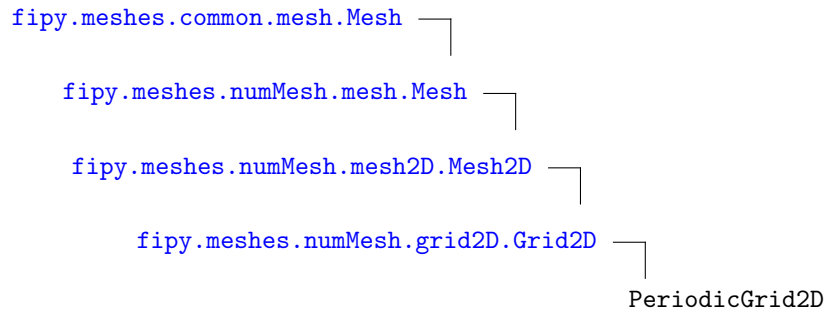 fipy.meshes.common.mesh.Mesh
fipy.meshes.numMesh.mesh.Mesh
fipy.meshes.numMesh.mesh2D.Mesh2D
fipy.meshes.numMesh.grid2D.Grid2D
PeriodicGrid2D